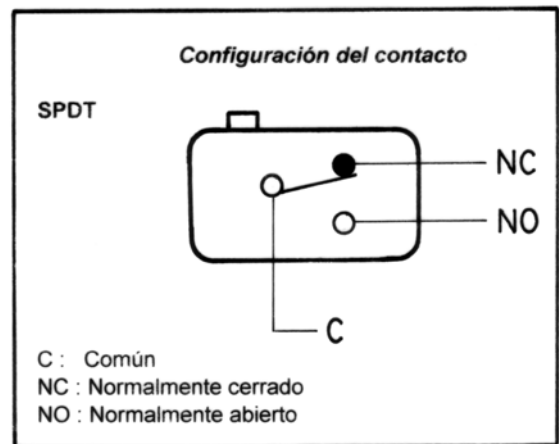 Configuración del contacto
SPDT
NC
NO
C
C : Común
NC : Normalmente cerrado
NO : Normalmente abierto